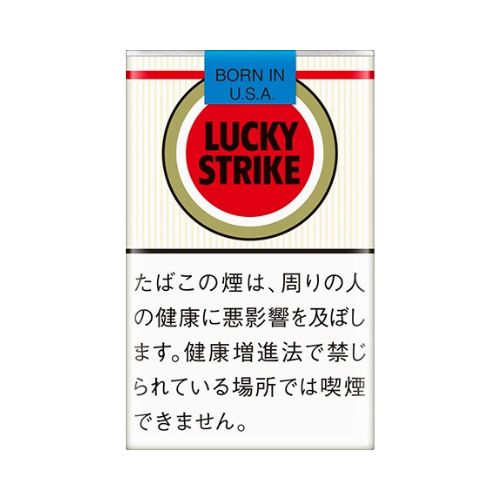 BORN IN
U.S.A.
LUCKY
STRIKE
たばこの煙は、周りの人
の健康に悪影響を及ぼし
ます。健康増進法で禁じ
られている場所では喫煙
できません。